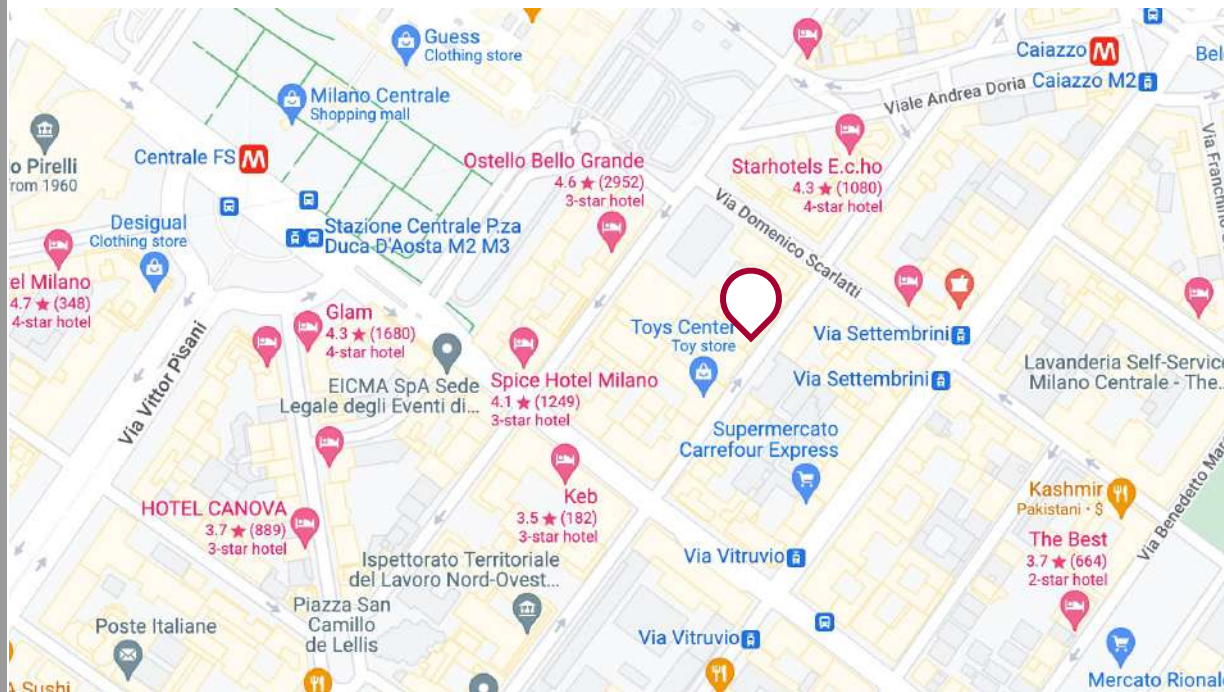 Guess
Clothing store
Milano Centrale
Shopping mall
Caiazzo M
Viale Andrea Doria
Caiazzo M2
o Pirelli
rom 1960
Centrale FS M
Ostello Bello Grande
4.6 ★ (2952)
3-star hotel
Starhotels E.c.ho
4.3 ★ (1080)
4-star hotel
Via Domenico Scarlatti
Desigual
Clothing store
Stazione Centrale P.za
Duca D'Aosta M2 M3
el Milano
4.7 ★ (348)
4-star hotel
Via Vittor Pisani
Glam
4.3 ★ (1680)
4-star hotel
EICMA SpA Sede
Legale degli Eventi di...
Spice Hotel Milano
4.1 ★ (1249)
3-star hotel
Toys Center
Toy store
Via Settembrini
Via Settembrini
Lavanderia Self-Service
Milano Centrale - The...
Supermercato
Carrefour Express
HOTEL CANOVA
3.7 ★ (889)
3-star hotel
Keb
3.5 ★ (182)
3-star hotel
Kashmir
Pakistani · $
The Best
3.7 ★ (664)
2-star hotel
Ispettorato Territoriale
del Lavoro Nord-Ovest...
Via Vitruvio
Piazza San
Camillo
de Lellis
Poste Italiane
Via Vitruvio
Mercato Rional
Sushi